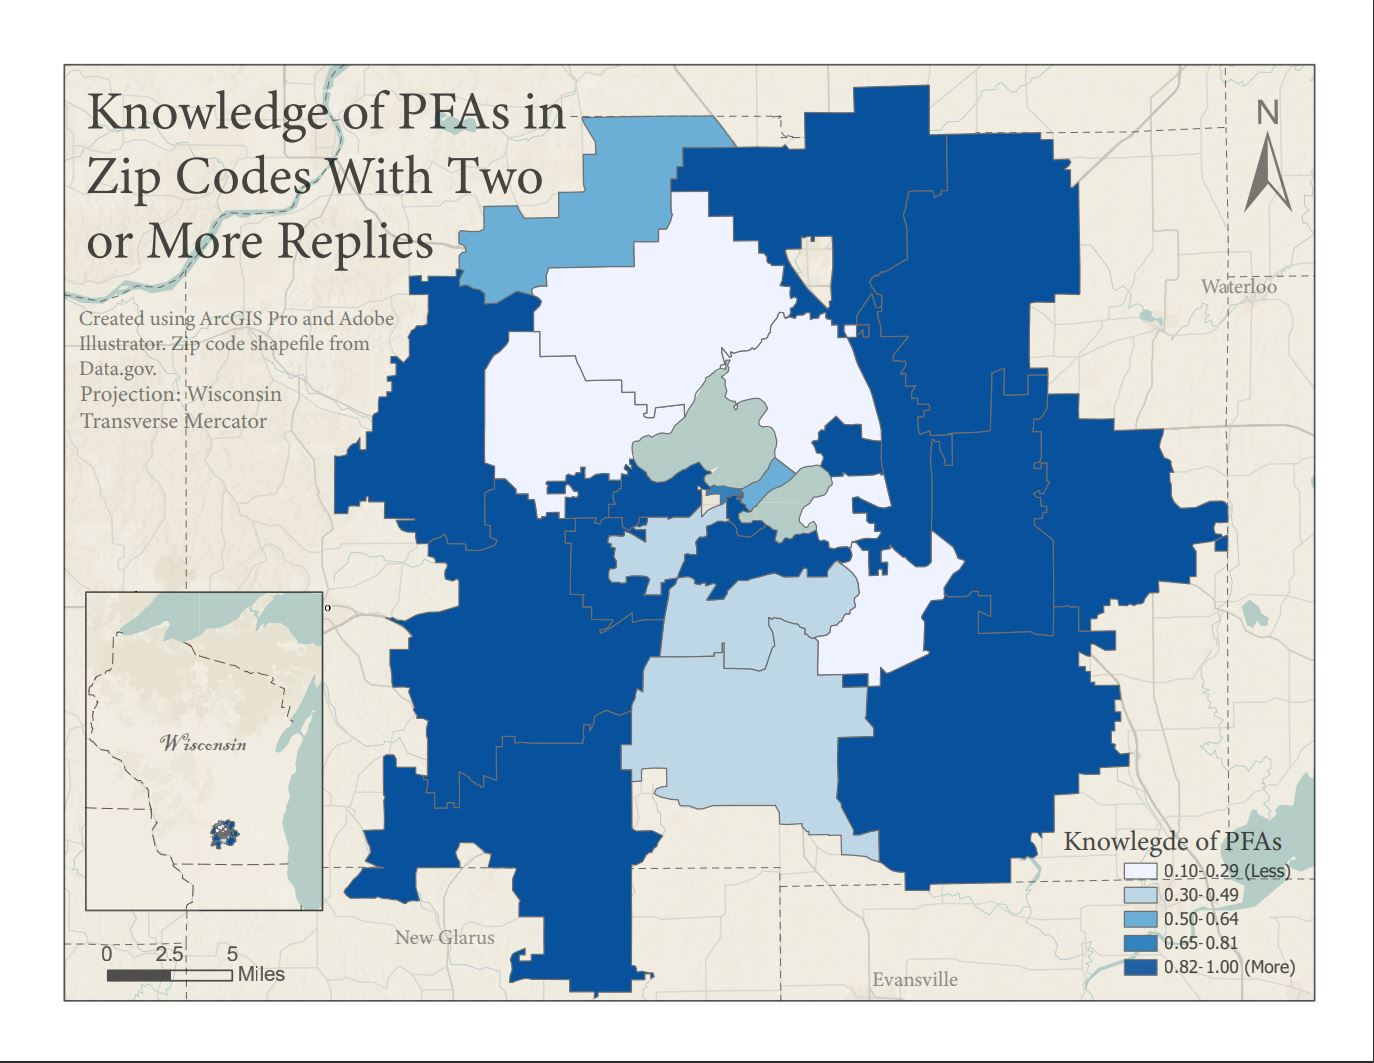 Knowledge of PFAs in
Zip Codes With Two
or More Replies
N
Waterloo
Created using ArcGIS Pro and Adobe
Illustrator. Zip code shapefile from
Data.gov.
Projection: Wisconsin
Transverse Mercator
o
Wisconsin
Knowlegde of PFAs
0.10-0.29 (Less)
0.30-0.49
0.50-0.64
0.65-0.81
0.82-1.00 (More)
New Glarus
Evansville
0 2.5 5
Miles